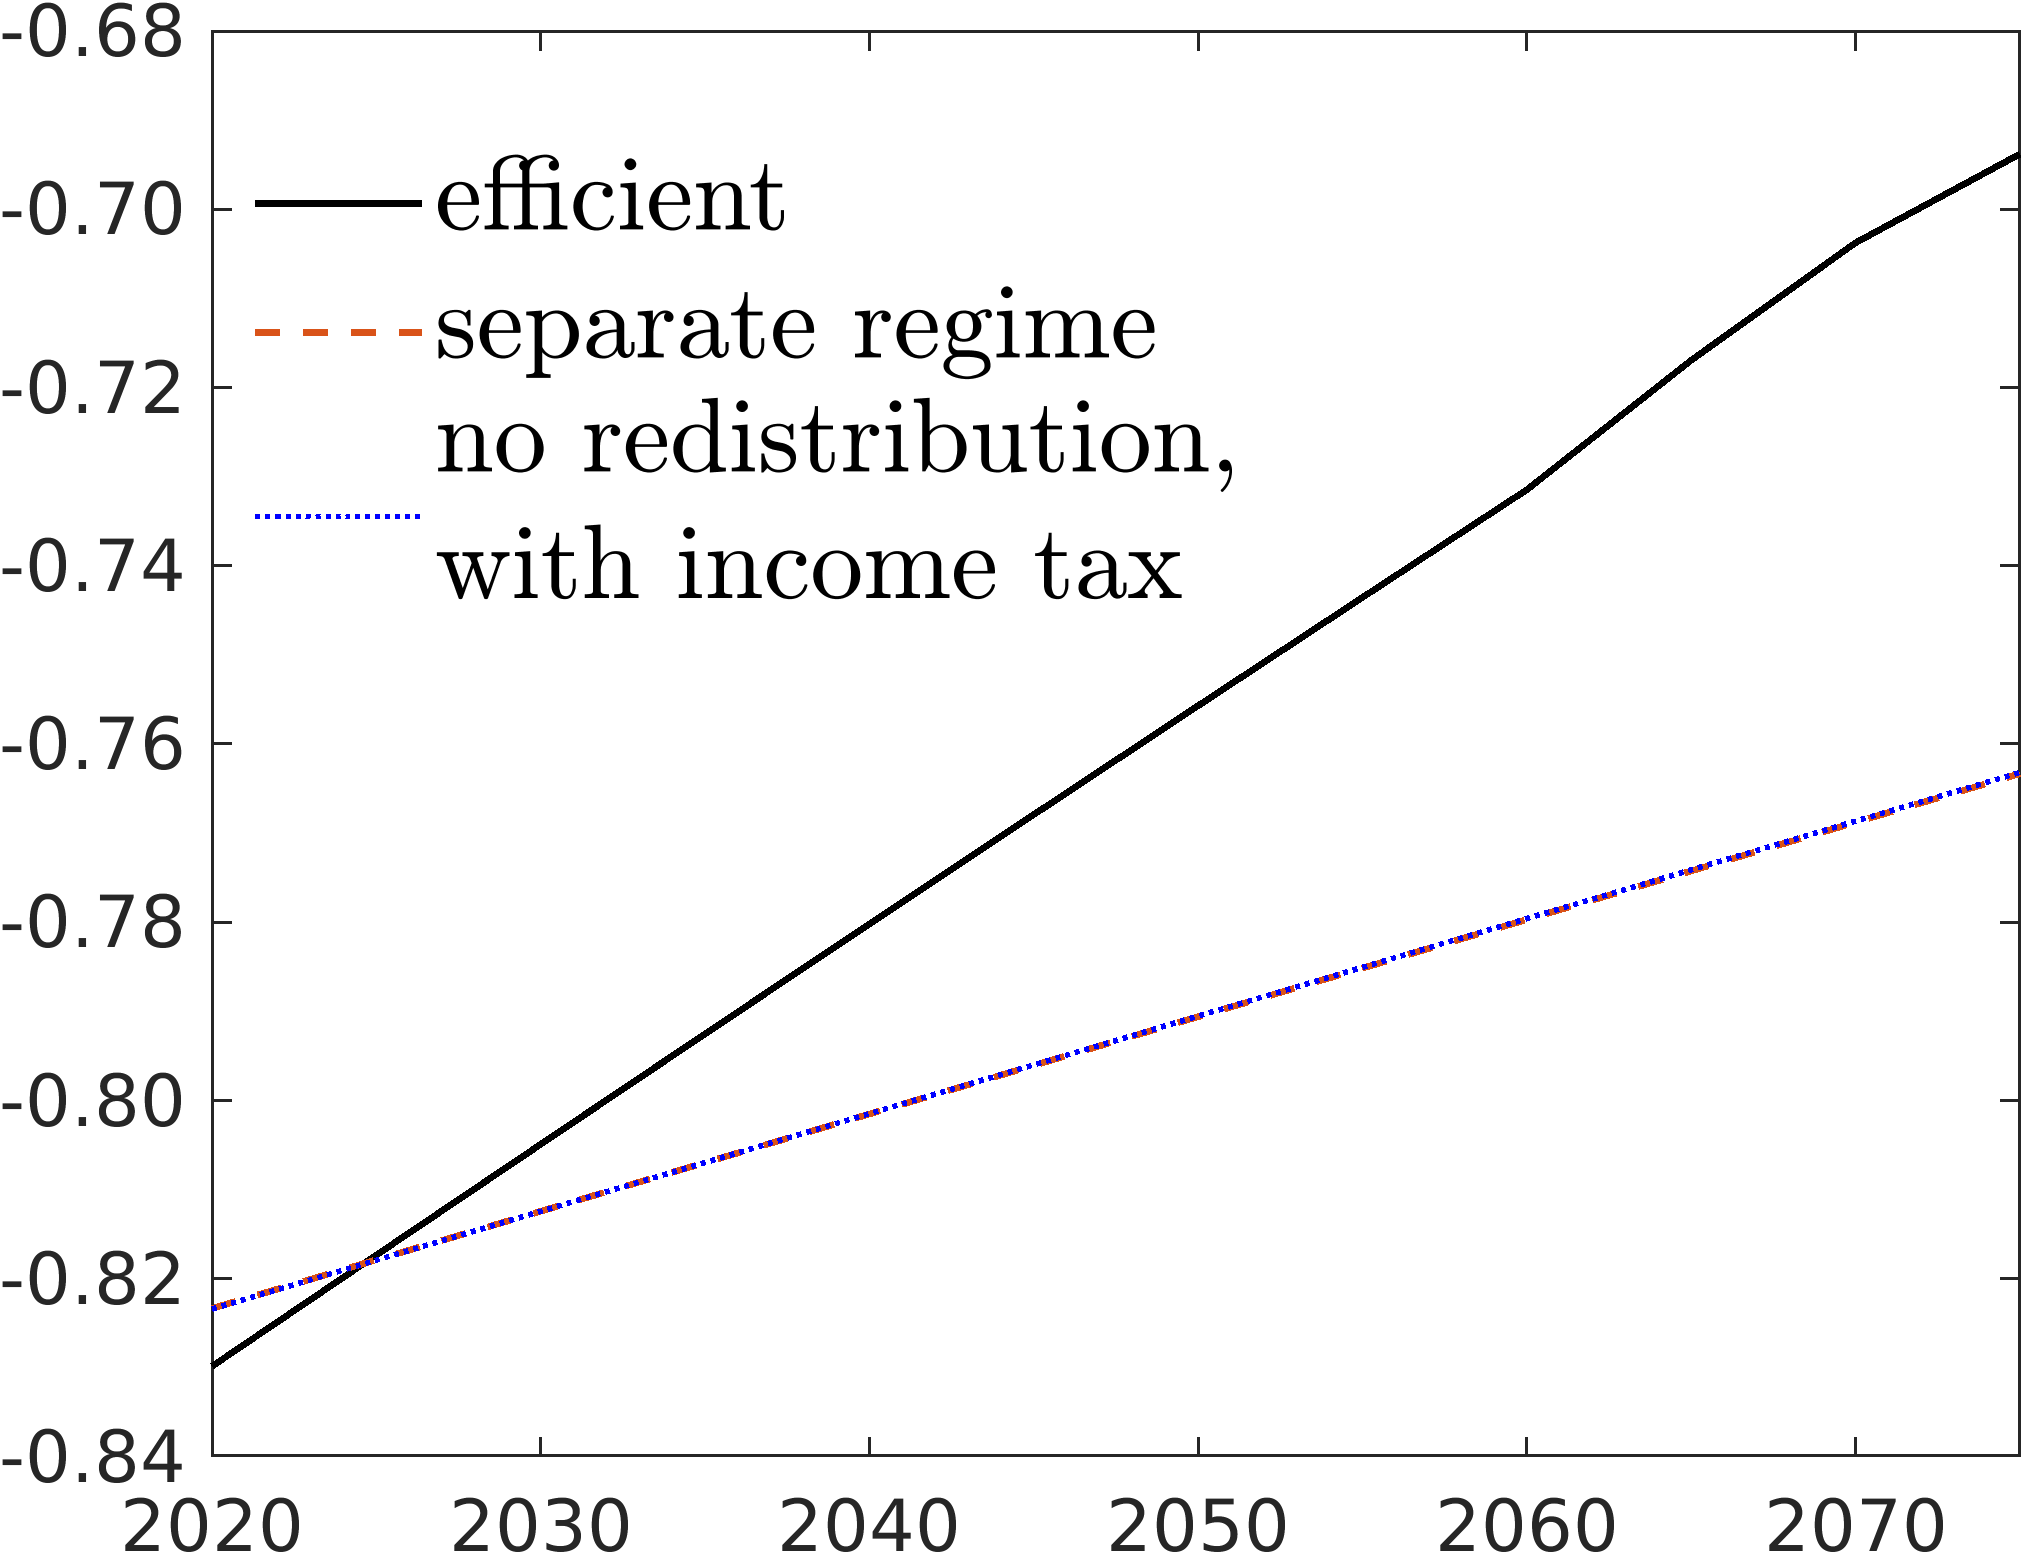 -0.68
-0.70
-0.72
-0.74
-0.76
-0.78
-0.80
-0.82
-0.84
efficient
separate regime
no redistribution,
with income tax
2020 2030 2040 2050 2060 2070